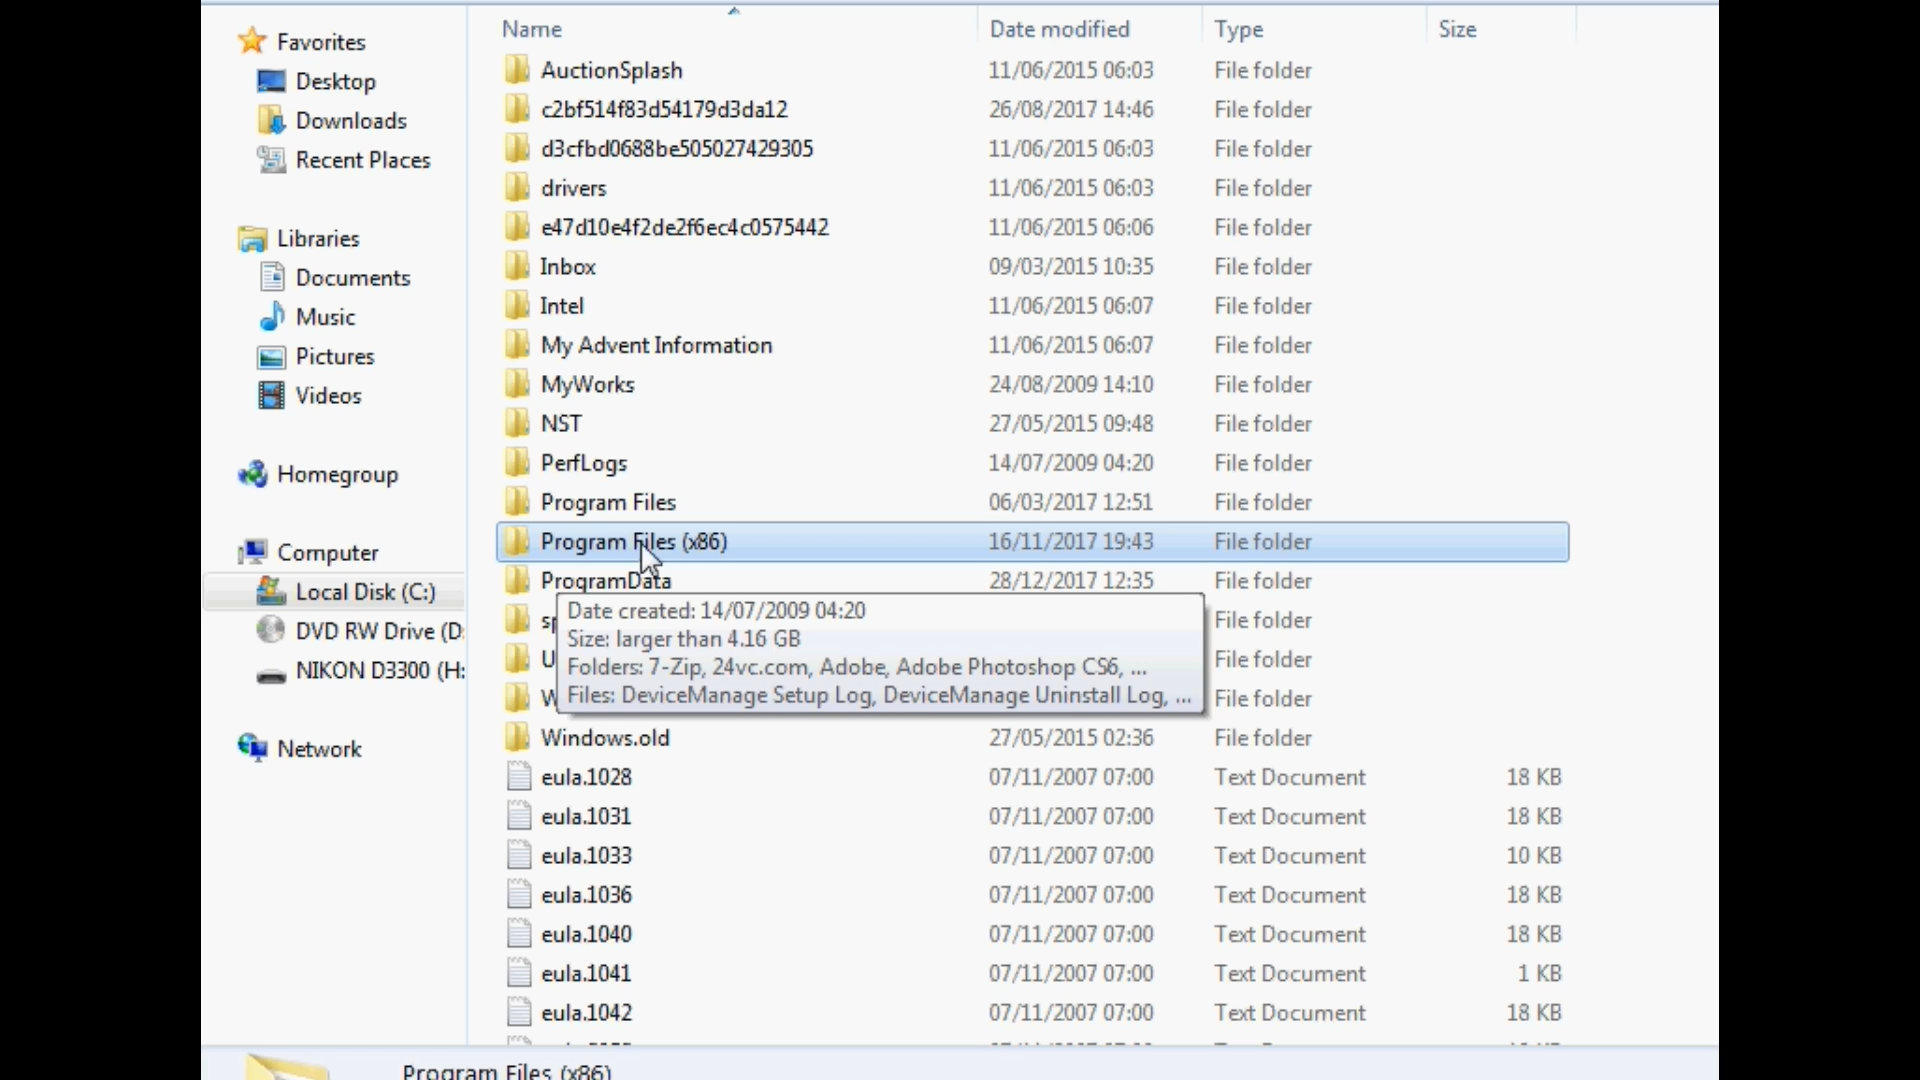 Favorites
Desktop
Downloads
Recent Places
Libraries
Documents
Music
Pictures
Videos
Homegroup
Computer
Local Disk (C:)
DVD RW Drive (D:
NIKON D3300 (H:
Network
Name Date modified Type Size
AuctionSplash 11/06/2015 06:03 File folder
c2bf514f83d54179d3da12 26/08/2017 14:46 File folder
d3cfbd0688be505027429305 11/06/2015 06:03 File folder
drivers 11/06/2015 06:03 File folder
e47d10e4f2de2f6ec4c0575442 11/06/2015 06:06 File folder
Inbox 09/03/2015 10:35 File folder
Intel 11/06/2015 06:07 File folder
My Advent Information 11/06/2015 06:07 File folder
MyWorks 24/08/2009 14:10 File folder
NST 27/05/2015 09:48 File folder
PerfLogs 14/07/2009 04:20 File folder
Program Files 06/03/2017 12:51 File folder
Program Files (x86) 16/11/2017 19:43 File folder
ProgramData 28/12/2017 12:35 File folder
File folder
File folder
File folder
Date created: 14/07/2009 04:20
Size: larger than 4.16 GB
Folders: 7-Zip, 24vc.com, Adobe, Adobe Photoshop CS6, ...
Files: DeviceManage Setup Log, DeviceManage Uninstall Log, ...
Windows.old 27/05/2015 02:36 File folder
eula.1028 07/11/2007 07:00 Text Document 18 KB
eula.1031 07/11/2007 07:00 Text Document 18 KB
eula.1033 07/11/2007 07:00 Text Document 10 KB
eula.1036 07/11/2007 07:00 Text Document 18 KB
eula.1040 07/11/2007 07:00 Text Document 18 KB
eula.1041 07/11/2007 07:00 Text Document 1 KB
eula.1042 07/11/2007 07:00 Text Document 18 KB
Program Files (x86)